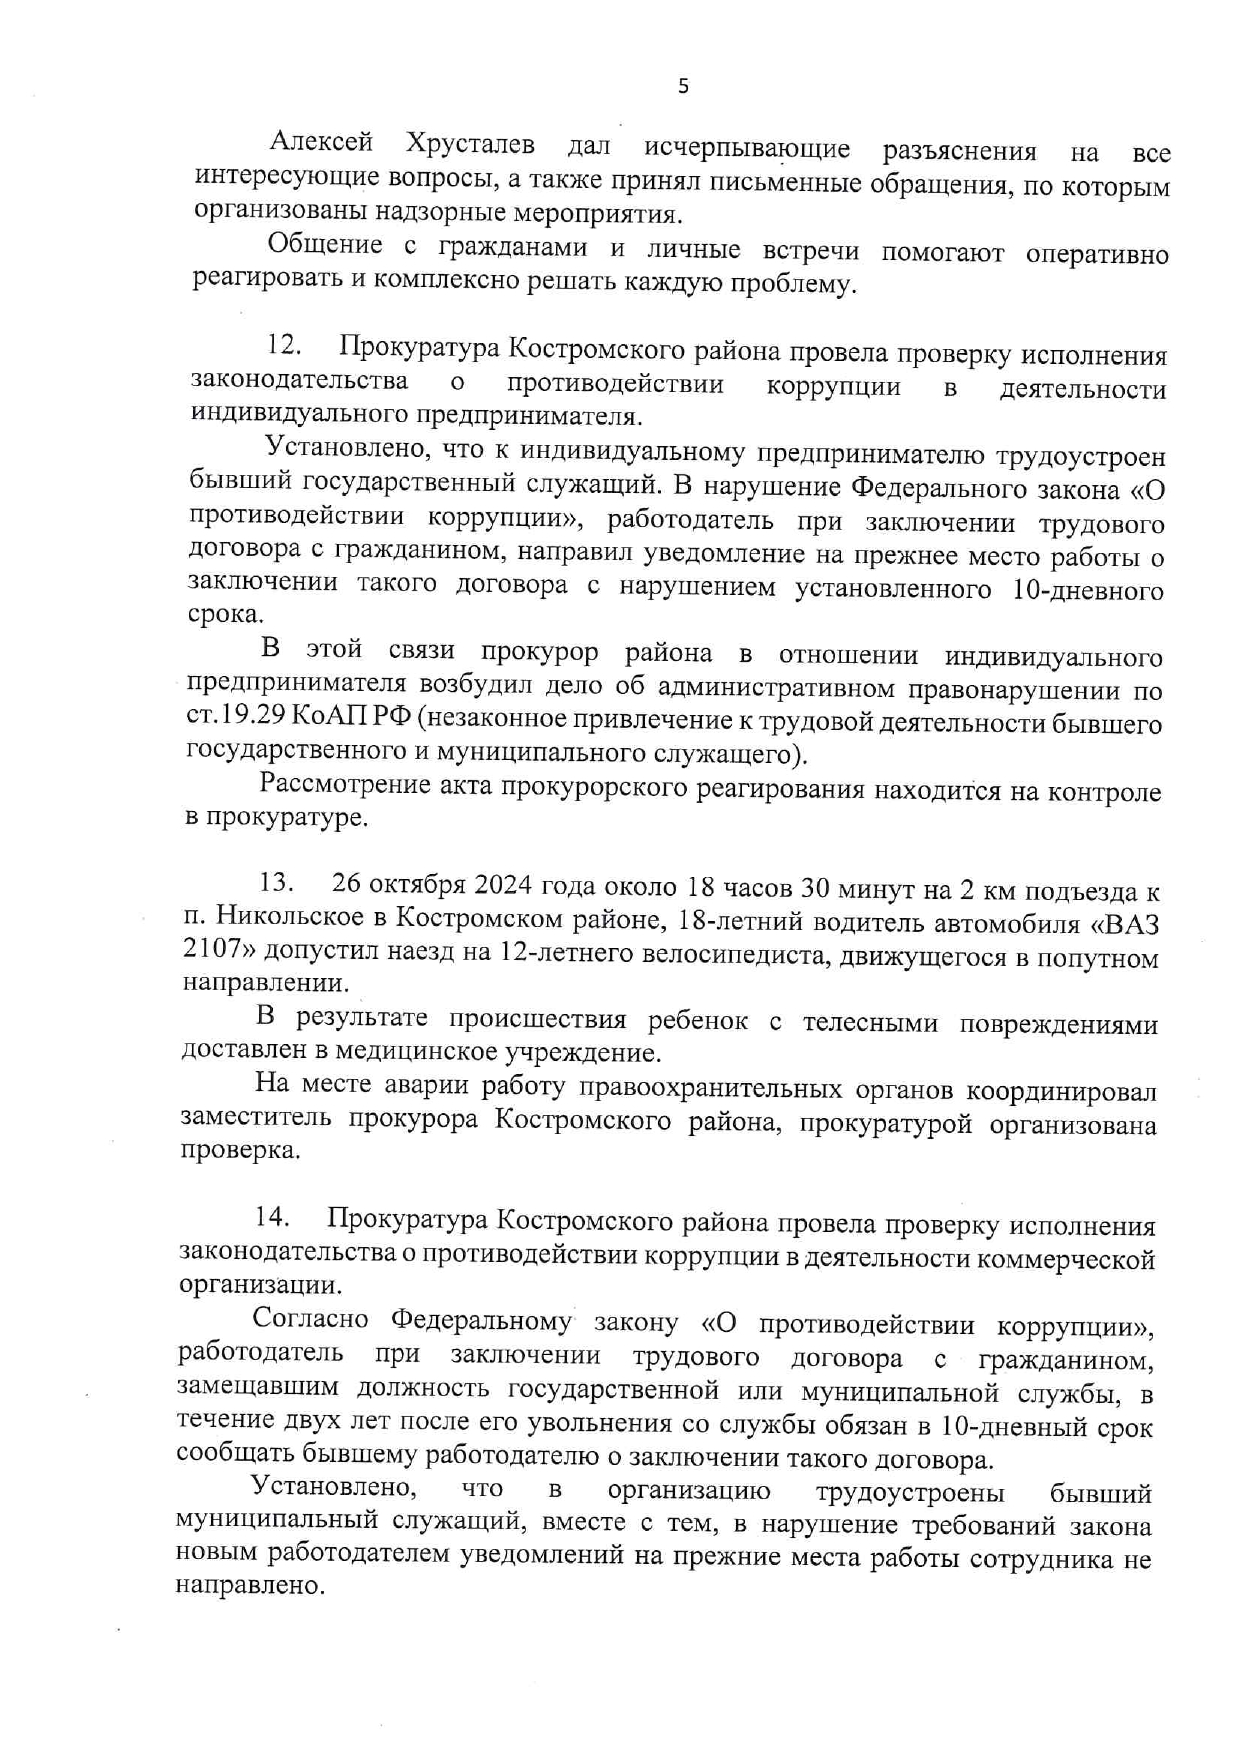 5
Алексей Хрусталев дал исчерпывающие разъяснения на все
интересующие вопросы, а также принял письменные обращения, по которым
организованы надзорные мероприятия.
Общение с гражданами и личные встречи помогают оперативно
реагировать и комплексно решать каждую проблему.
12. Прокуратура Костромского района провела проверку исполнения
законодательства о противодействии коррупции в деятельности
индивидуального предпринимателя.
Установлено, что к индивидуальному предпринимателю трудоустроен
бывший государственный служащий. В нарушение Федерального закона «О
противодействии коррупции», работодатель при заключении трудового
договора с гражданином, направил уведомление на прежнее место работы о
заключении такого договора с нарушением установленного 10-дневного
срока.
В этой связи прокурор района в отношении индивидуального
предпринимателя возбудил дело об административном правонарушении по
ст.19.29 КоАП РФ (незаконное привлечение к трудовой деятельности бывшего
государственного и муниципального служащего).
Рассмотрение акта прокурорского реагирования находится на контроле
в прокуратуре.
13. 26 октября 2024 года около 18 часов 30 минут на 2 км подъезда к
п. Никольское в Костромском районе, 18-летний водитель автомобиля «ВАЗ
2107» допустил наезд на 12-летнего велосипедиста, движущегося в попутном
направлении.
В результате происшествия ребенок с телесными повреждениями
доставлен в медицинское учреждение.
На месте аварии работу правоохранительных органов координировал
заместитель прокурора Костромского района, прокуратурой организована
проверка.
14. Прокуратура Костромского района провела проверку исполнения
законодательства о противодействии коррупции в деятельности коммерческой
организации.
Согласно Федеральному закону «О противодействии коррупции»,
работодатель при заключении трудового договора с гражданином,
замещавшим должность государственной или муниципальной службы, в
течение двух лет после его увольнения со службы обязан в 10-дневный срок
сообщать бывшему работодателю о заключении такого договора.
Установлено, что в организацию трудоустроены бывший
муниципальный служащий, вместе с тем, в нарушение требований закона
новым работодателем уведомлений на прежние места работы сотрудника не
направлено.